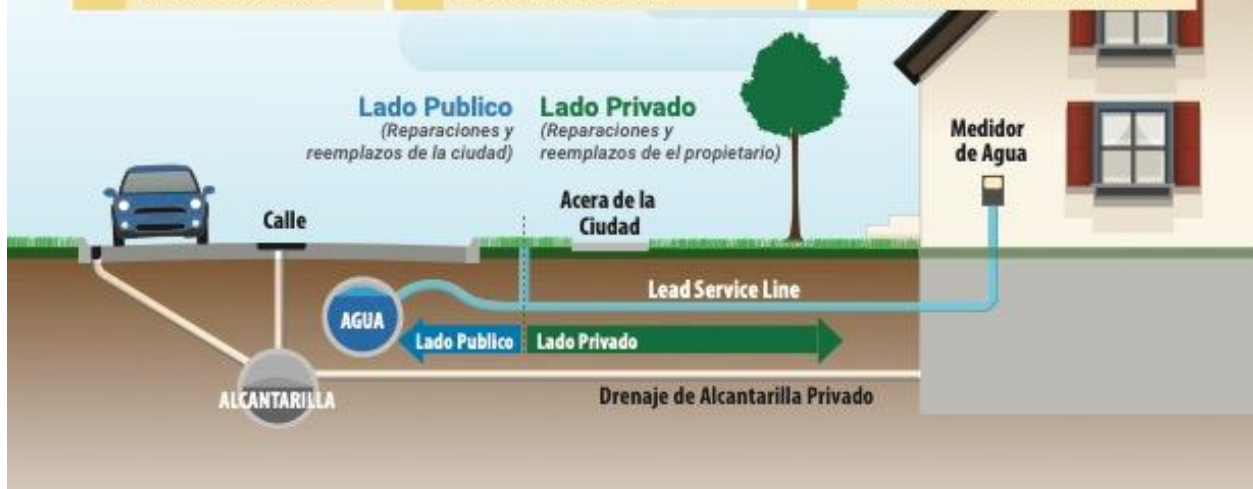 Lado Publico
(Reparaciones y
reemplazos de la ciudad)
Lado Privado
(Reparaciones y
reemplazos de el propietario)
Medidor
de Agua
Acera de la
Ciudad
Calle
Lead Service Line
AGUA
Lado Publico
Lado Privado
ALCANTARILLA
Drenaje de Alcantarilla Privado